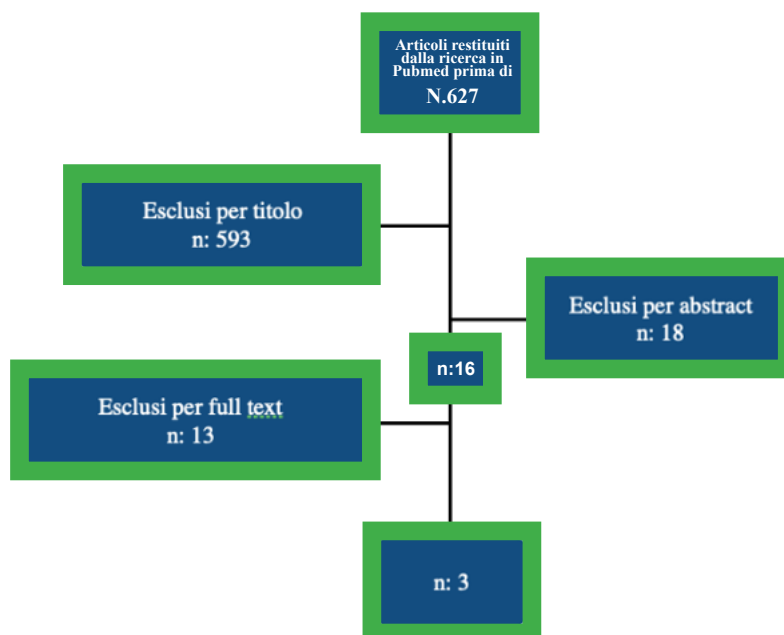 Articoli restituiti
dalla ricerca in
Pubmed prima di
N.627
Esclusi per titolo
n: 593
Esclusi per abstract
n: 18
n:16
Esclusi per full text
n: 13
n: 3